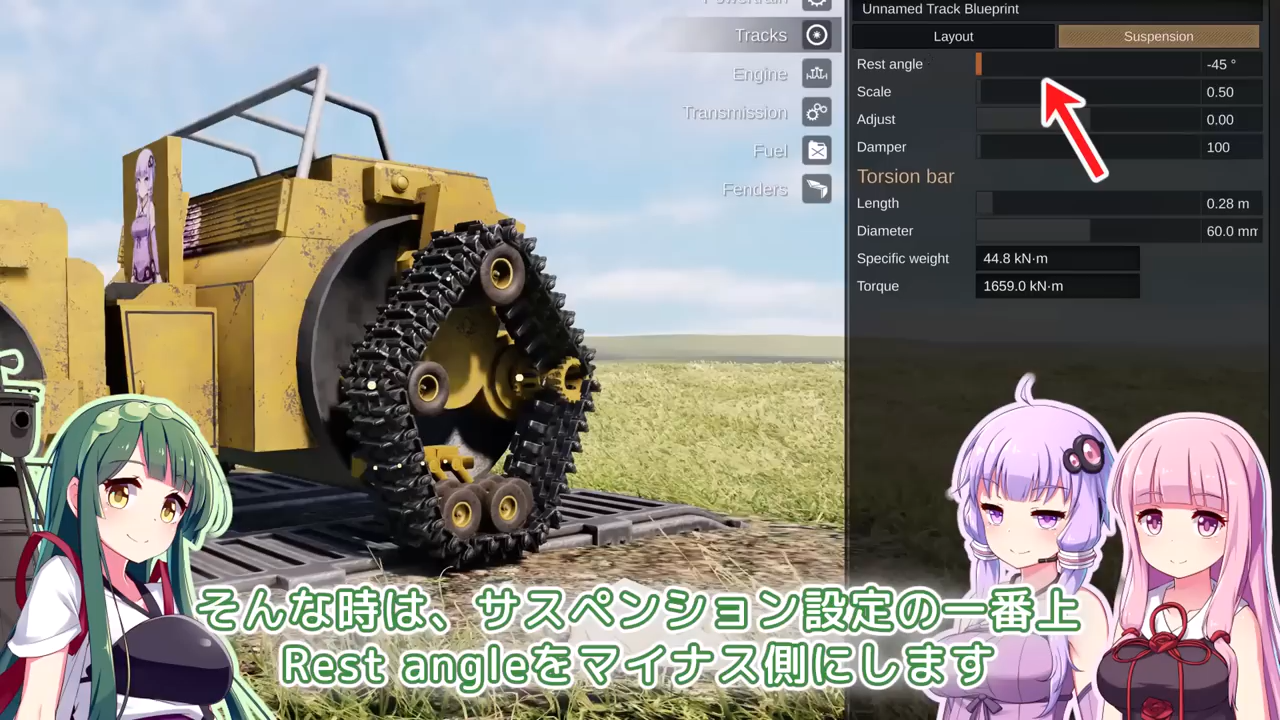 Powertrain
Tracks
Engine
Transmission
Fuel
Fenders
Unnamed Track Blueprint
Layout
Suspension
Rest angle
-45 °
Scale
0.50
Adjust
0.00
Damper
100
Torsion bar
Length
0.28 m
Diameter
60.0 mm
Specific weight
44.8 kN·m
Torque
1659.0 kN·m
そんな時は、サスペンション設定の一番上
Rest angleをマイナス側にします